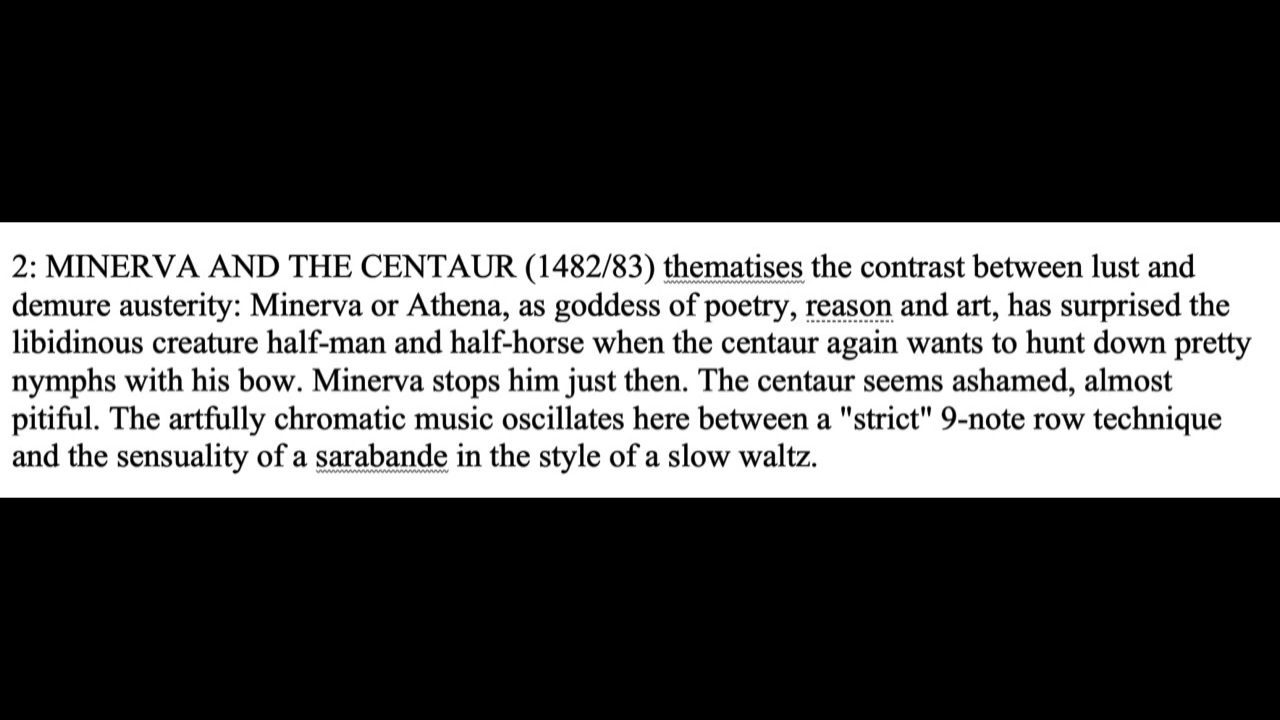 2: MINERVA AND THE CENTAUR (1482/83) thematises the contrast between lust and
demure austerity: Minerva or Athena, as goddess of poetry, reason and art, has surprised the
libidinous creature half-man and half-horse when the centaur again wants to hunt down pretty
nymphs with his bow. Minerva stops him just then. The centaur seems ashamed, almost
pitiful. The artfully chromatic music oscillates here between a "strict" 9-note row technique
and the sensuality of a sarabande in the style of a slow waltz.